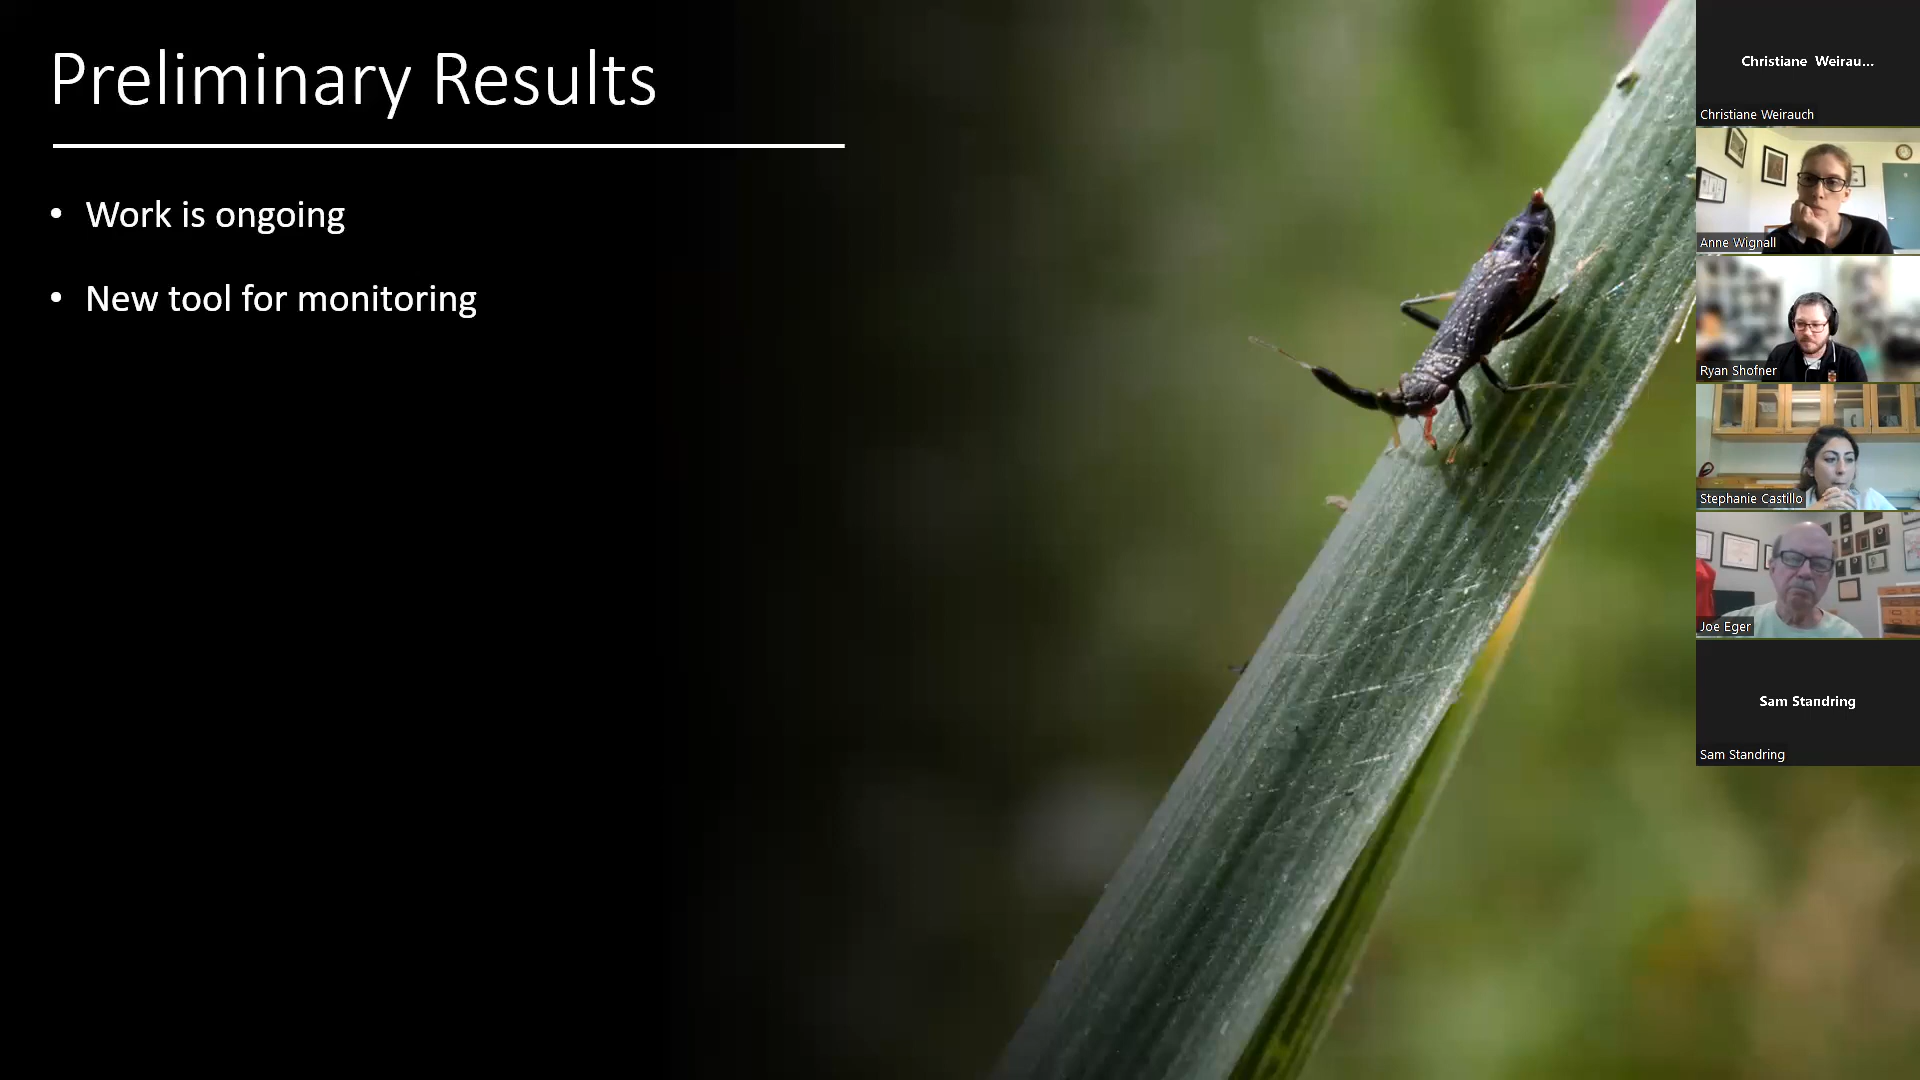 Preliminary Results
• Work is ongoing
• New tool for monitoring
Christiane Weirau...
Christiane Weirauch
Anne Wignall
Ryan Shofner
Stephanie Castillo
Joe Eger
Sam Standring
Sam Standring